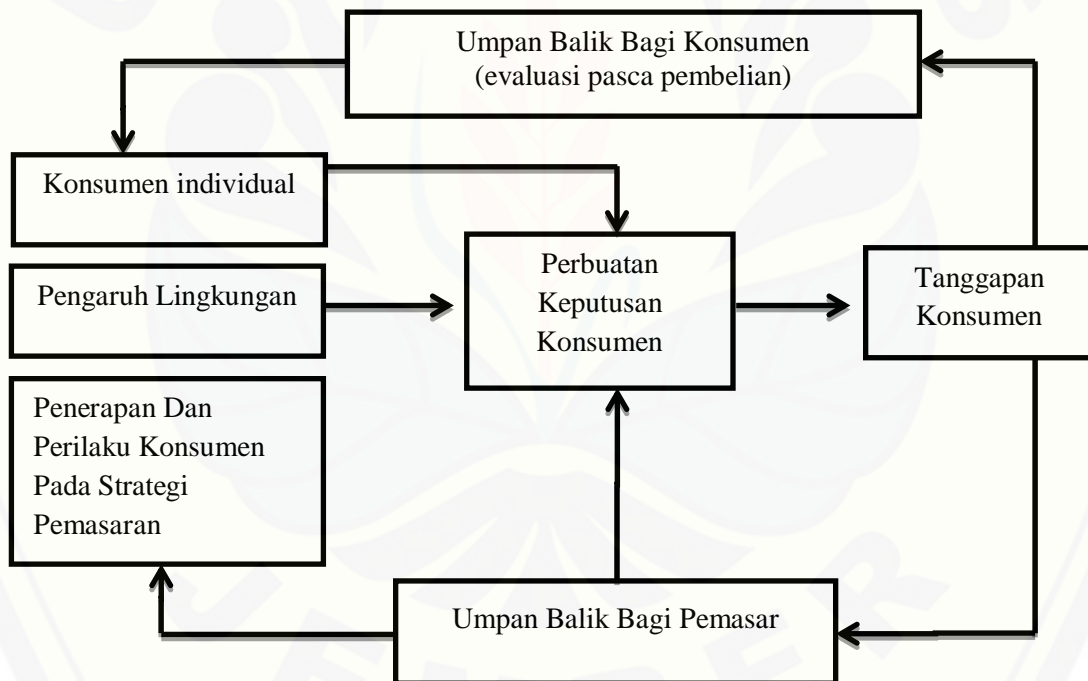 Umpan Balik Bagi Konsumen
(evaluasi pasca pembelian)
Konsumen individual
Pengaruh Lingkungan
Perbuatan
Keputusan
Konsumen
Tanggapan
Konsumen
Penerapan Dan
Perilaku Konsumen
Pada Strategi
Pemasaran
Umpan Balik Bagi Pemasar
JEMBER